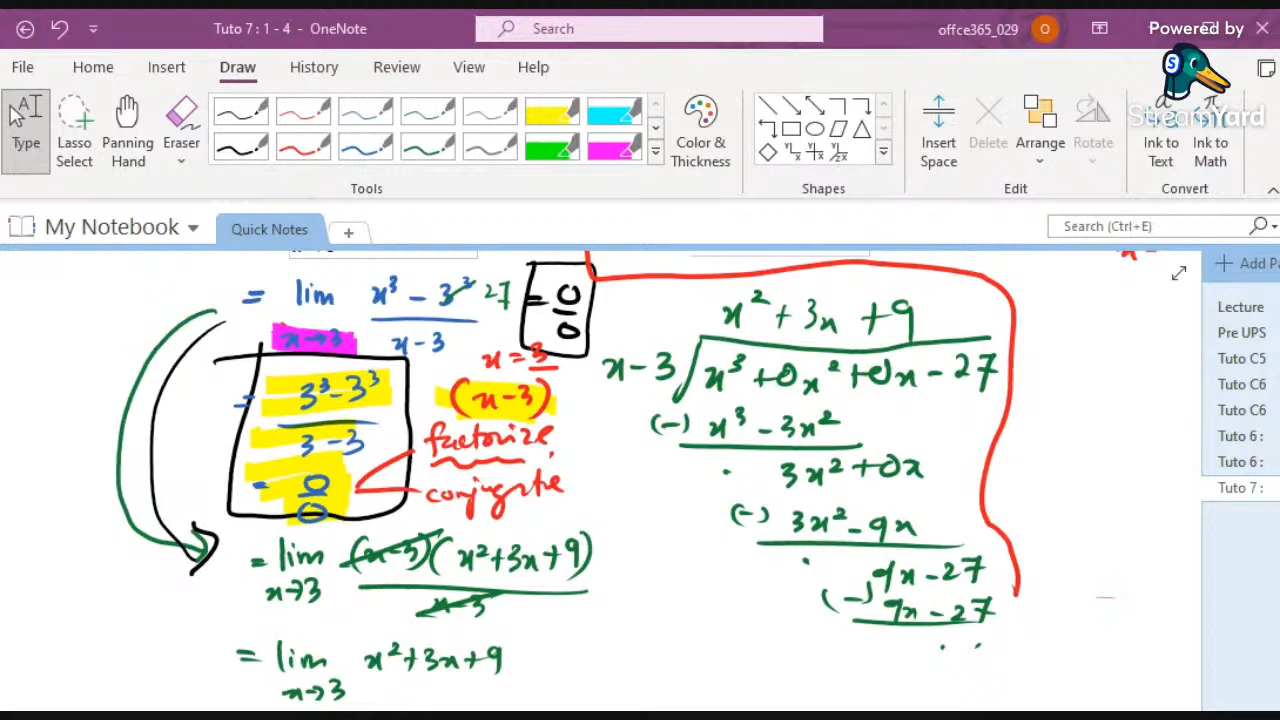 Tuto 7 : 1 - 4 - OneNote
Search
offce365_029
O
Powered by
StreamYard
File Home Insert Draw History Review View Help
Type
Lasso Select
Panning Hand
Eraser
Color & Thickness
Insert Space
Delete
Arrange
Rotate
Ink to Text
Ink to Math
Tools
Shapes
Edit
Convert
My Notebook
Quick Notes
+
Search (Ctrl+E)
+ Add Pa
Lecture
Pre UPS
Tuto C5
Tuto C6
Tuto C6
Tuto 6 :
Tuto 6 :
Tuto 7 :
= lim x→3 (x³ - 3³ 27)/(x-3) = 0/0
= (3³ - 3³)/(3 - 3)
= 0/0
x = 3
(x-3)
factorize
conjugate
= lim x→3 (x-3)(x²+3x+9)/(x-3)
= lim x→3 x²+3x+9
x² + 3x + 9
x-3 √x³+0x²+0x-27
(-) x³ - 3x²
3x²+0x
(-) 3x² - 9x
9x - 27
(-) 9x - 27